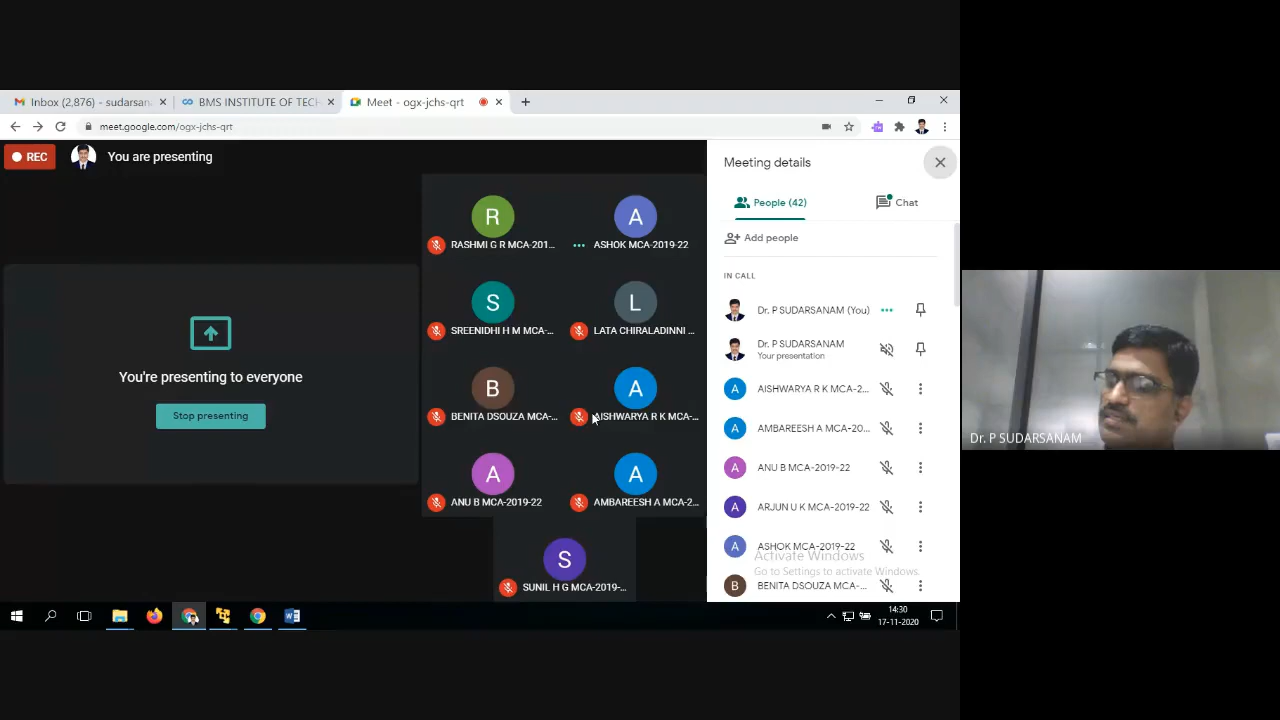 Inbox (2,876) - sudarsan
BMS INSTITUTE OF TECH
Meet - ogx-jchs-qrt
meet.google.com/ogx-jchs-qrt
REC
You are presenting
Meeting details
People (42)
Chat
Add people
IN CALL
R
RASHMI G R MCA-201...
A
ASHOK MCA-2019-22
S
SREENIDHI H M MCA-...
L
LATA CHIRALADINNI ...
B
BENITA DSOUZA MCA-...
A
AISHWARYA R K MCA-...
A
ANU B MCA-2019-22
A
AMBAREESH A MCA-2...
S
SUNIL H G MCA-2019-...
You're presenting to everyone
Stop presenting
Dr. P SUDARSANAM (You)
Dr. P SUDARSANAM
Your presentation
A
AISHWARYA R K MCA-2...
A
AMBAREESH A MCA-20...
A
ANU B MCA-2019-22
A
ARJUN U K MCA-2019-22
A
ASHOK MCA-2019-22
B
BENITA DSOUZA MCA-...
Activate Windows
Go to Settings to activate Windows.
14:30
17-11-2020
Dr. P SUDARSANAM